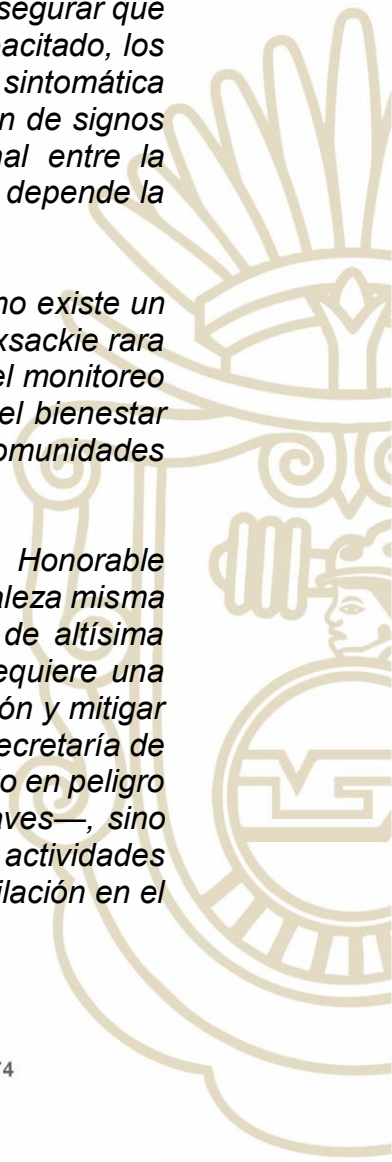 segurar que
acitado, los
sintomática
n de signos
al entre la
depende la
no existe un
xsackie rara
el monitoreo
el bienestar
omunidades
Honorable
aleza misma
de altísima
equiere una
ón y mitigar
ecretaría de
o en peligro
aves—, sino
actividades
ilación en el
74